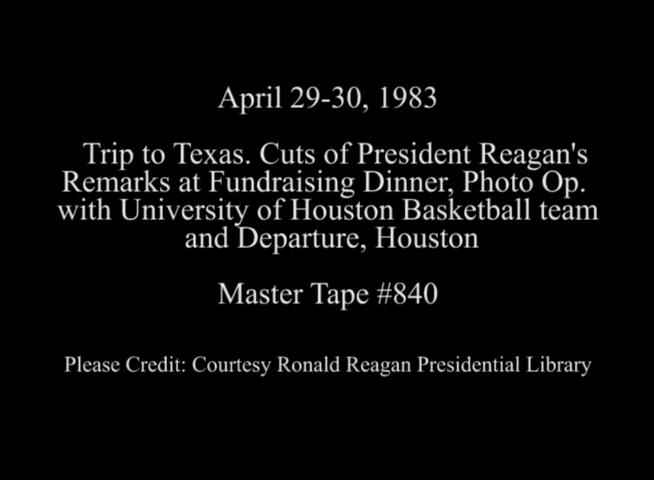 April 29-30, 1983
Trip to Texas. Cuts of President Reagan's
Remarks at Fundraising Dinner, Photo Op.
with University of Houston Basketball team
and Departure, Houston
Master Tape #840
Please Credit: Courtesy Ronald Reagan Presidential Library